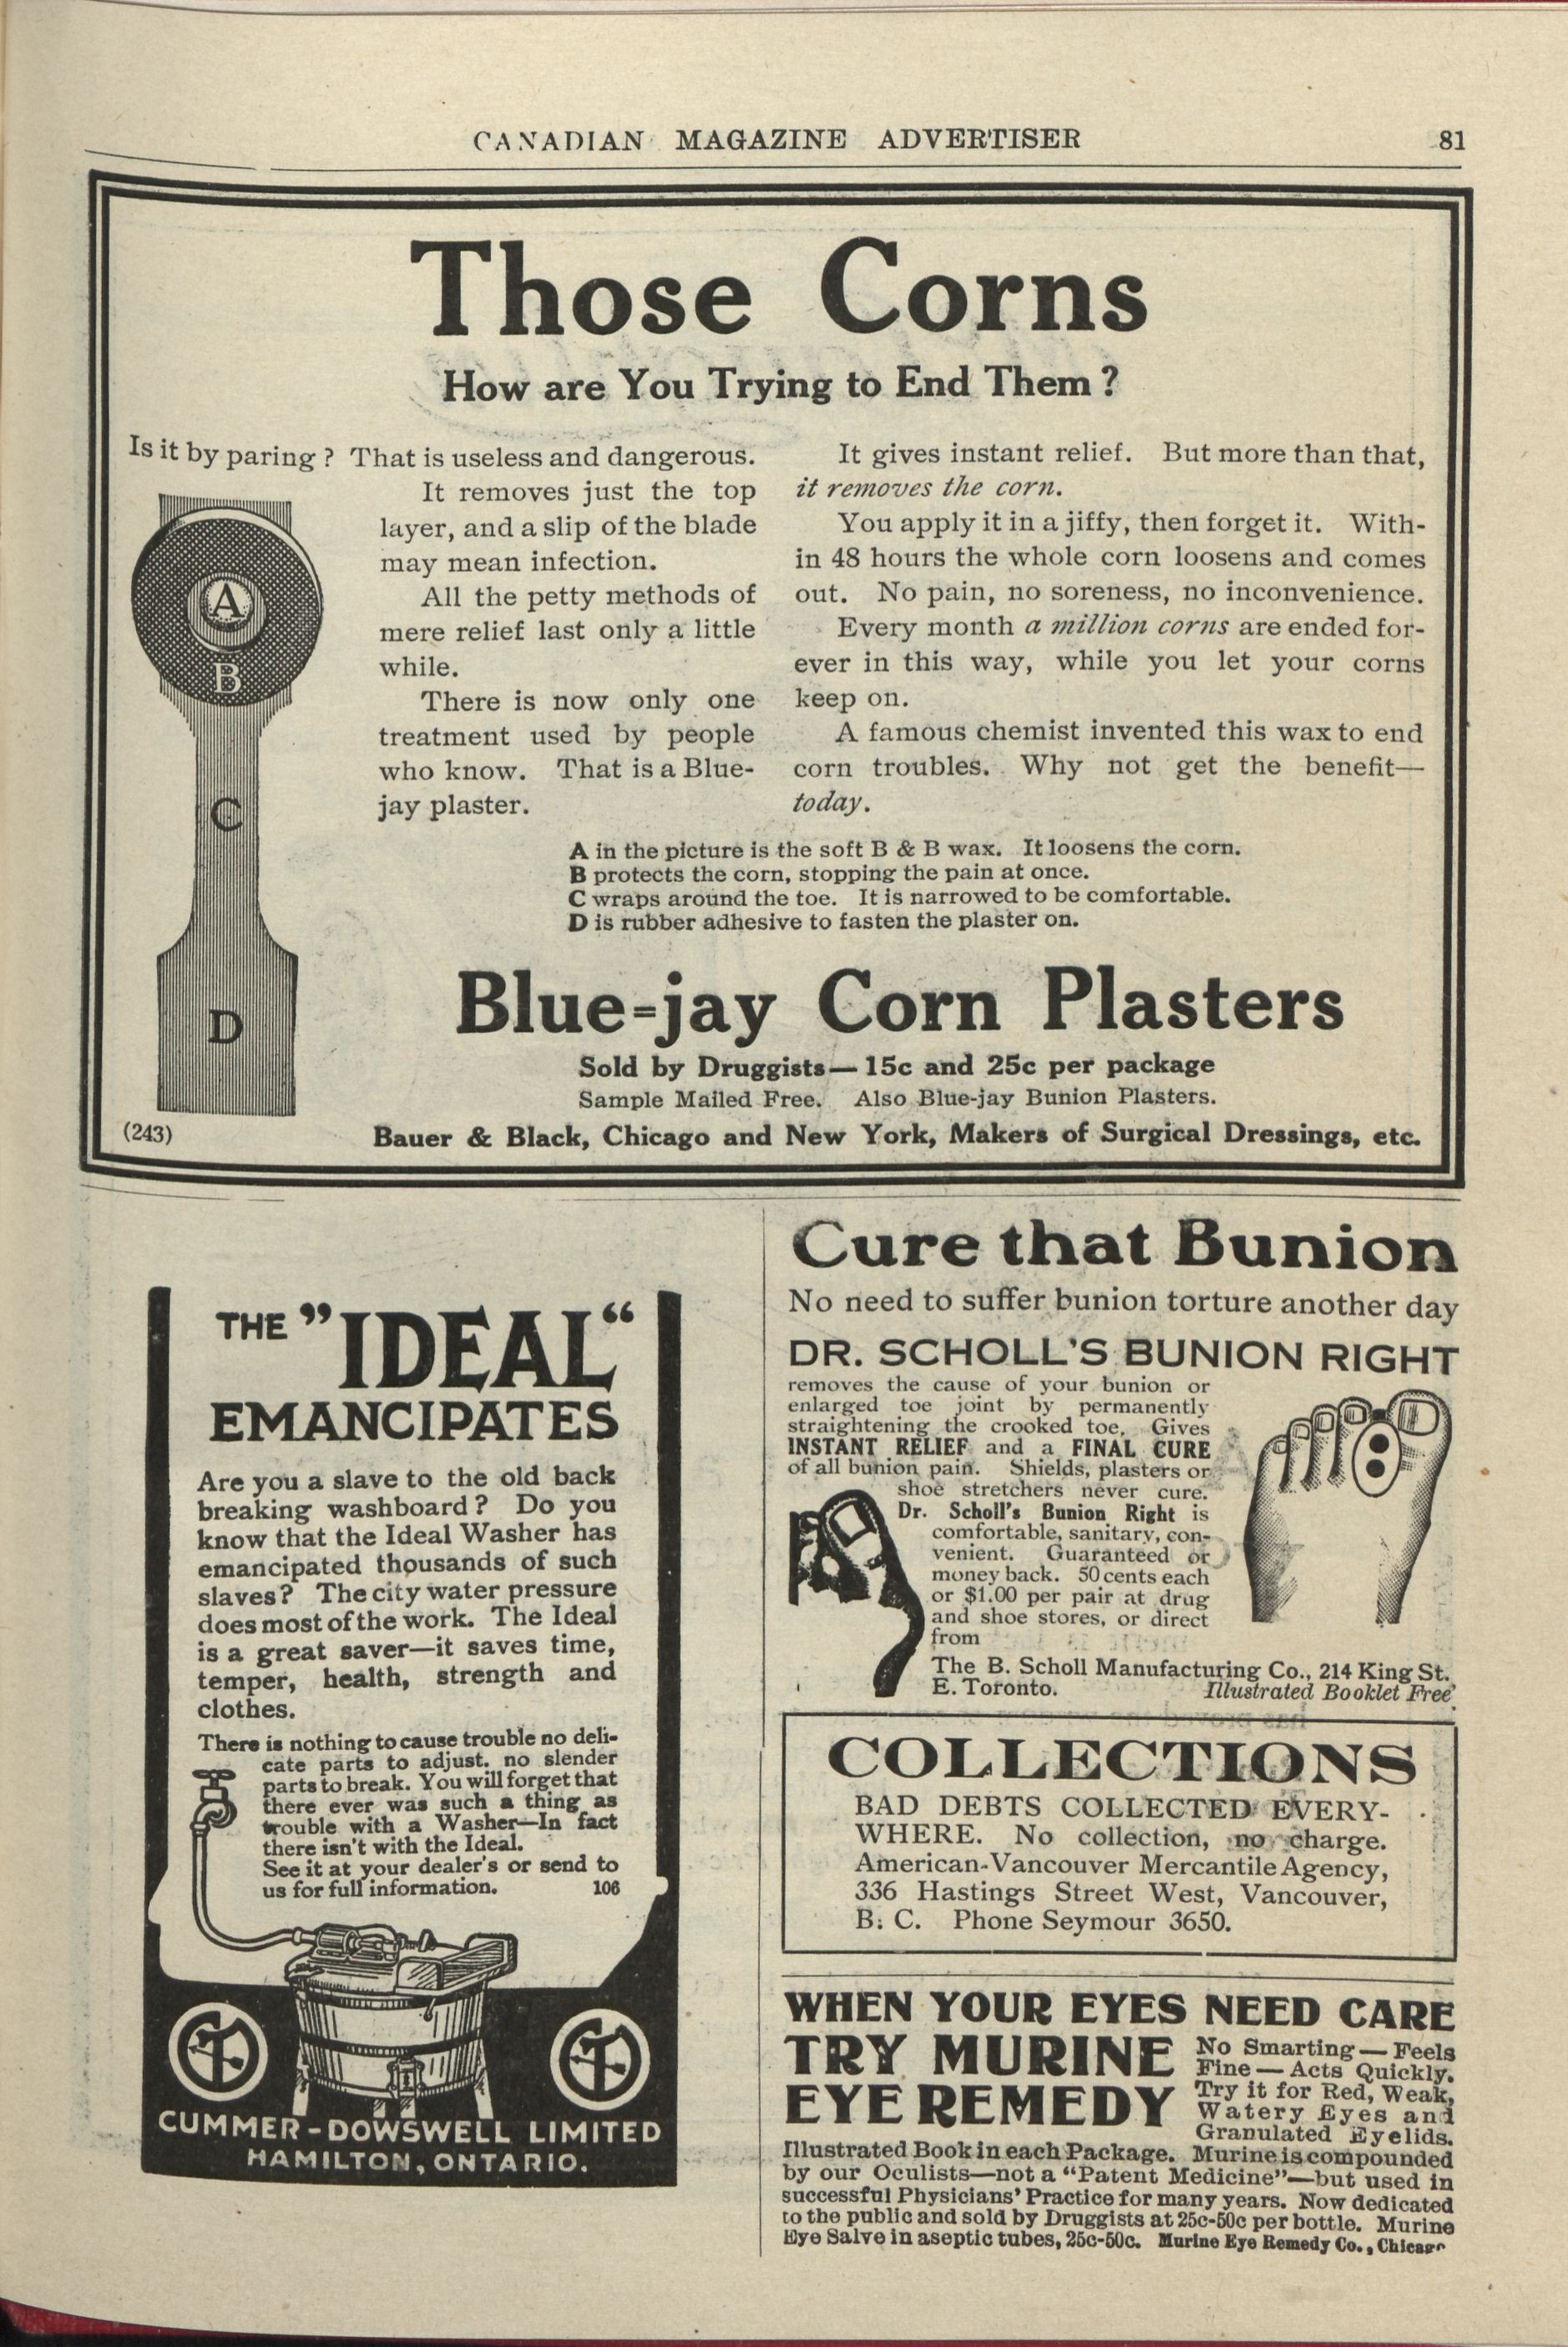 CANADIAN MAGAZINE ADVERTISER 81
Those Corns
How are You Trying to End Them?
Is it by paring? That is useless and dangerous.
It removes just the top
layer, and a slip of the blade
may mean infection.
All the petty methods of
mere relief last only a little
while.
There is now only one
treatment used by people
who know. That is a Blue-
jay plaster.
A
B
C
D
(243)
It gives instant relief. But more than that,
it removes the corn.
You apply it in a jiffy, then forget it. With-
in 48 hours the whole corn loosens and comes
out. No pain, no soreness, no inconvenience.
Every month a million corns are ended for-
ever in this way, while you let your corns
keep on.
A famous chemist invented this wax to end
corn troubles. Why not get the benefit—
today.
A in the picture is the soft B & B wax. It loosens the corn.
B protects the corn, stopping the pain at once.
C wraps around the toe. It is narrowed to be comfortable.
D is rubber adhesive to fasten the plaster on.
Blue=jay Corn Plasters
Sold by Druggists—15c and 25c per package
Sample Mailed Free. Also Blue-jay Bunion Plasters.
Bauer & Black, Chicago and New York, Makers of Surgical Dressings, etc.
THE ”IDEAL“
EMANCIPATES
Are you a slave to the old back
breaking washboard? Do you
know that the Ideal Washer has
emancipated thousands of such
slaves? The city water pressure
does most of the work. The Ideal
is a great saver—it saves time,
temper, health, strength and
clothes.
There is nothing to cause trouble no deli-
cate parts to adjust, no slender
parts to break. You will forget that
there ever was such a thing as
trouble with a Washer—In fact
there isn't with the Ideal.
See it at your dealer's or send to
us for full information. 106
CUMMER-DOWSWELL LIMITED
HAMILTON, ONTARIO.
Cure that Bunion
No need to suffer bunion torture another day
DR. SCHOLL'S BUNION RIGHT
removes the cause of your bunion or
enlarged toe joint by permanently
straightening the crooked toe. Gives
INSTANT RELIEF and a FINAL CURE
of all bunion pain. Shields, plasters or
shoe stretchers never cure.
Dr. Scholl's Bunion Right is
comfortable, sanitary, con-
venient. Guaranteed or
money back. 50 cents each
or $1.00 per pair at drug
and shoe stores, or direct
from
The B. Scholl Manufacturing Co., 214 King St.
E. Toronto. Illustrated Booklet Free
COLLECTIONS
BAD DEBTS COLLECTED EVERY-
WHERE. No collection, no charge.
American-Vancouver Mercantile Agency,
336 Hastings Street West, Vancouver,
B. C. Phone Seymour 3650.
WHEN YOUR EYES NEED CARE
TRY MURINE
EYE REMEDY
No Smarting—Feels
Fine—Acts Quickly.
Try it for Red, Weak,
Watery Eyes and
Granulated Eyelids.
Illustrated Book in each Package. Murine is compounded
by our Oculists—not a "Patent Medicine"—but used in
successful Physicians' Practice for many years. Now dedicated
to the public and sold by Druggists at 25c-50c per bottle. Murine
Eye Salve in aseptic tubes, 25c-50c. Murine Eye Remedy Co., Chicago